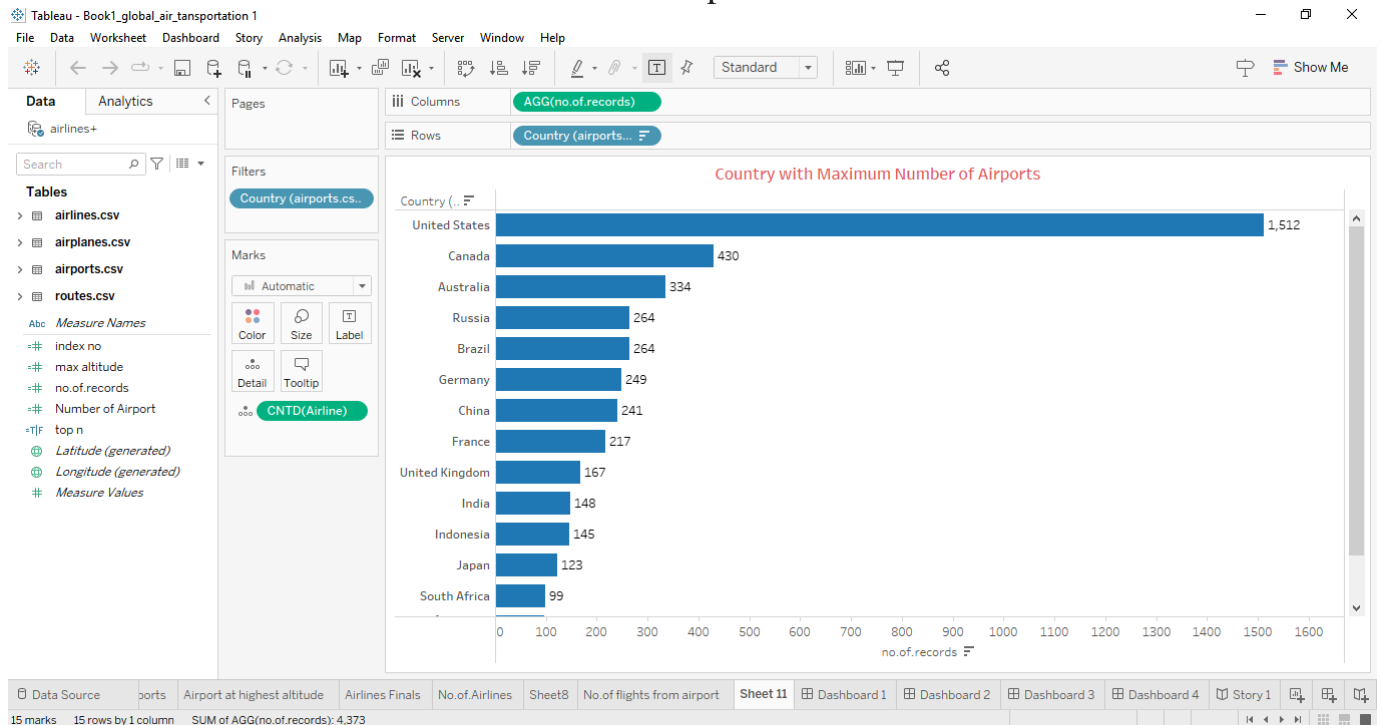 Tableau - Book1_global_air_tansportation 1
File Data Worksheet Dashboard Story Analysis Map Format Server Window Help
Standard
Show Me
Data Analytics
airlines+
Search
Tables
airlines.csv
airplanes.csv
airports.csv
routes.csv
Abc Measure Names
=# index no
=# max altitude
=# no.of.records
=# Number of Airport
=T|F top n
Latitude (generated)
Longitude (generated)
# Measure Values
Pages
Filters
Country (airports.cs..
Marks
Automatic
Color Size Label
Detail Tooltip
CNTD(Airline)
Columns AGG(no.of.records)
Rows Country (airports...
Country with Maximum Number of Airports
Country (..
United States 1,512
Canada 430
Australia 334
Russia 264
Brazil 264
Germany 249
China 241
France 217
United Kingdom 167
India 148
Indonesia 145
Japan 123
South Africa 99
0 100 200 300 400 500 600 700 800 900 1000 1100 1200 1300 1400 1500 1600
no.of.records
Data Source ports Airport at highest altitude Airlines Finals No.of.Airlines Sheet8 No.of flights from airport Sheet 11 Dashboard 1 Dashboard 2 Dashboard 3 Dashboard 4 Story 1
15 marks 15 rows by 1 column SUM of AGG(no.of.records): 4,373